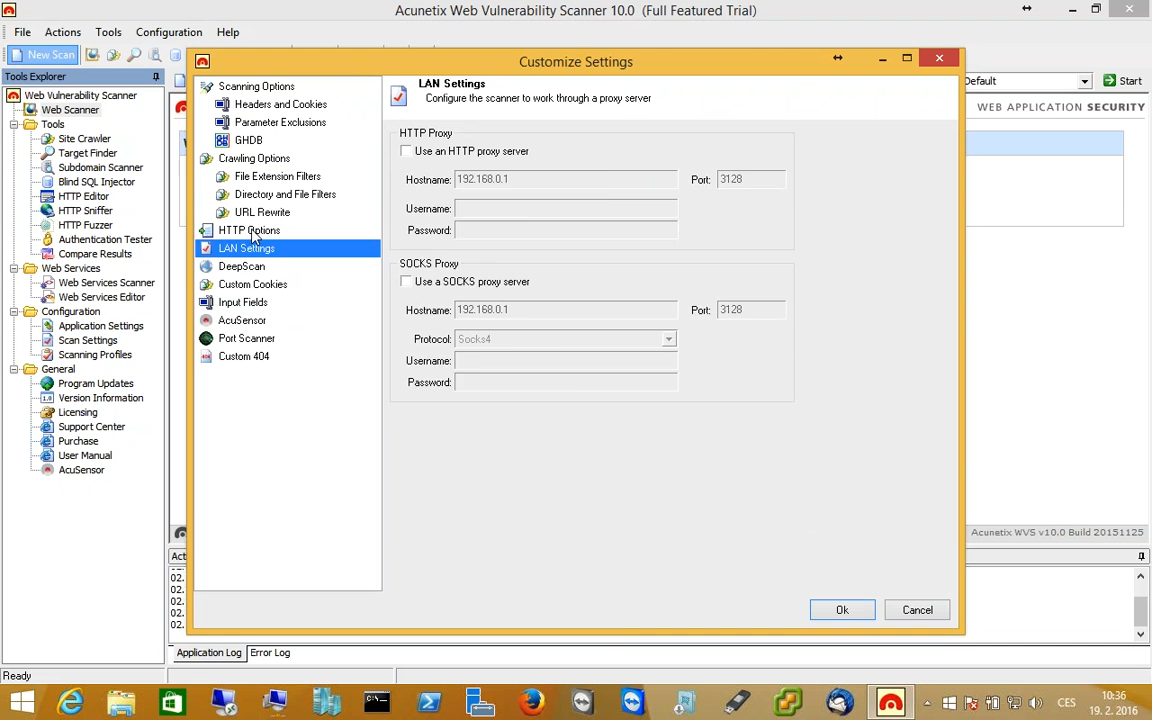 Acunetix Web Vulnerability Scanner 10.0 (Full Featured Trial)
File Actions Tools Configuration Help
New Scan
Tools Explorer
Web Vulnerability Scanner
Web Scanner
Tools
Site Crawler
Target Finder
Subdomain Scanner
Blind SQL Injector
HTTP Editor
HTTP Sniffer
HTTP Fuzzer
Authentication Tester
Compare Results
Web Services
Web Services Scanner
Web Services Editor
Configuration
Application Settings
Scan Settings
Scanning Profiles
General
Program Updates
Version Information
Licensing
Support Center
Purchase
User Manual
AcuSensor
Customize Settings
Scanning Options
Headers and Cookies
Parameter Exclusions
GHDB
Crawling Options
File Extension Filters
Directory and File Filters
URL Rewrite
HTTP Options
LAN Settings
DeepScan
Custom Cookies
Input Fields
AcuSensor
Port Scanner
Custom 404
LAN Settings
Configure the scanner to work through a proxy server
HTTP Proxy
Use an HTTP proxy server
Hostname: 192.168.0.1 Port: 3128
Username:
Password:
SOCKS Proxy
Use a SOCKS proxy server
Hostname: 192.168.0.1 Port: 3128
Protocol: Socks4
Username:
Password:
Ok Cancel
Default Start
WEB APPLICATION SECURITY
Acunetix WVS v10.0 Build 20151125
Act
02.
02.
02.
02.
02.
Application Log Error Log
Ready
CES
10:36
19. 2. 2016